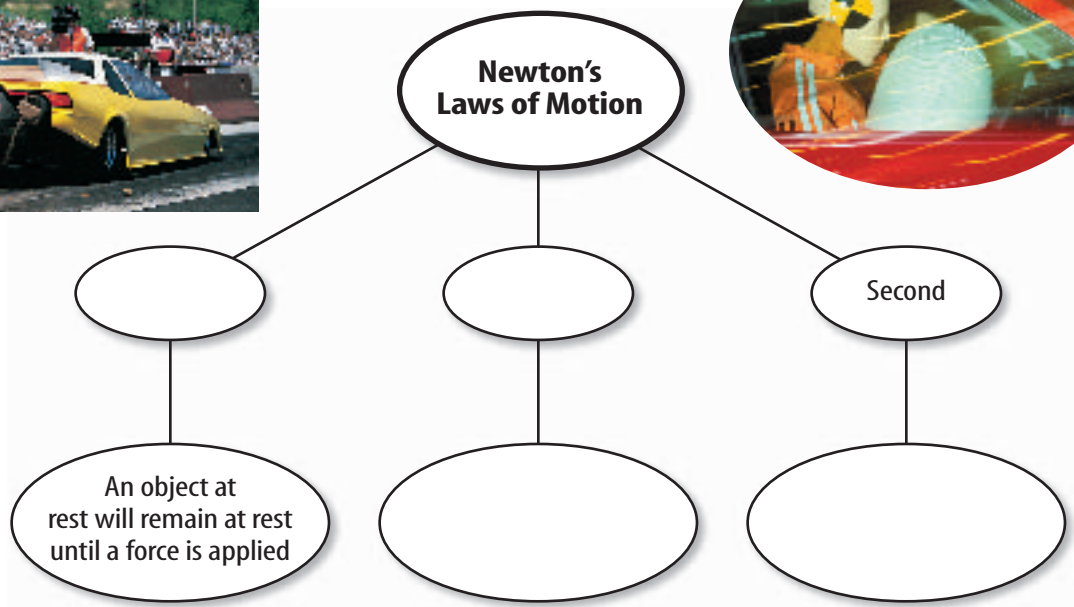 Newton’s
Laws of Motion
Second
An object at
rest will remain at rest
until a force is applied